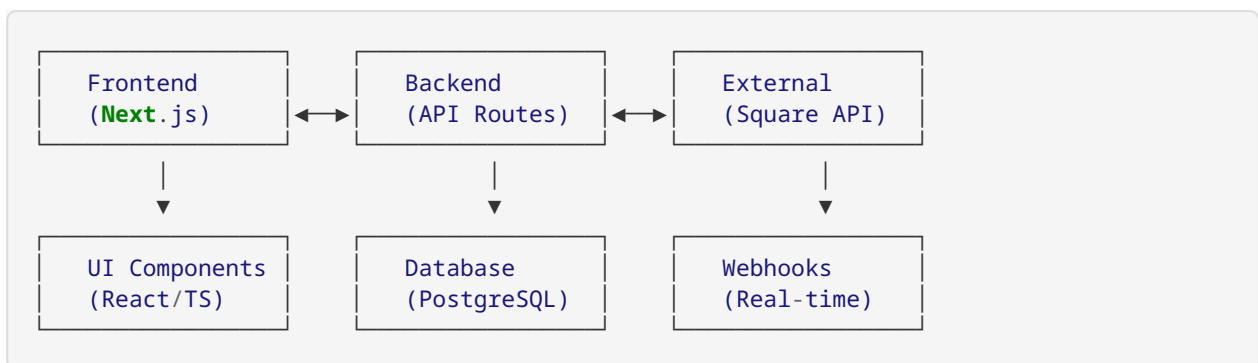 Frontend Backend External
(Next.js) (API Routes) (Square API)
UI Components Database Webhooks
(React/TS) (PostgreSQL) (Real-time)